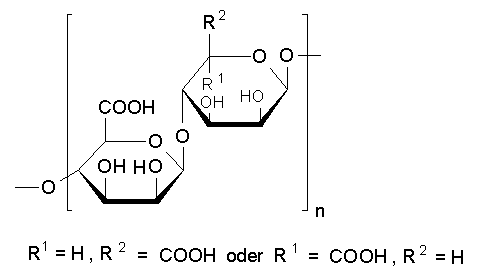 R2
O
O
R1
COOH
OH HO
O
O
OH HO
O
n
R1 = H, R2 = COOH oder R1 = COOH, R2 = H